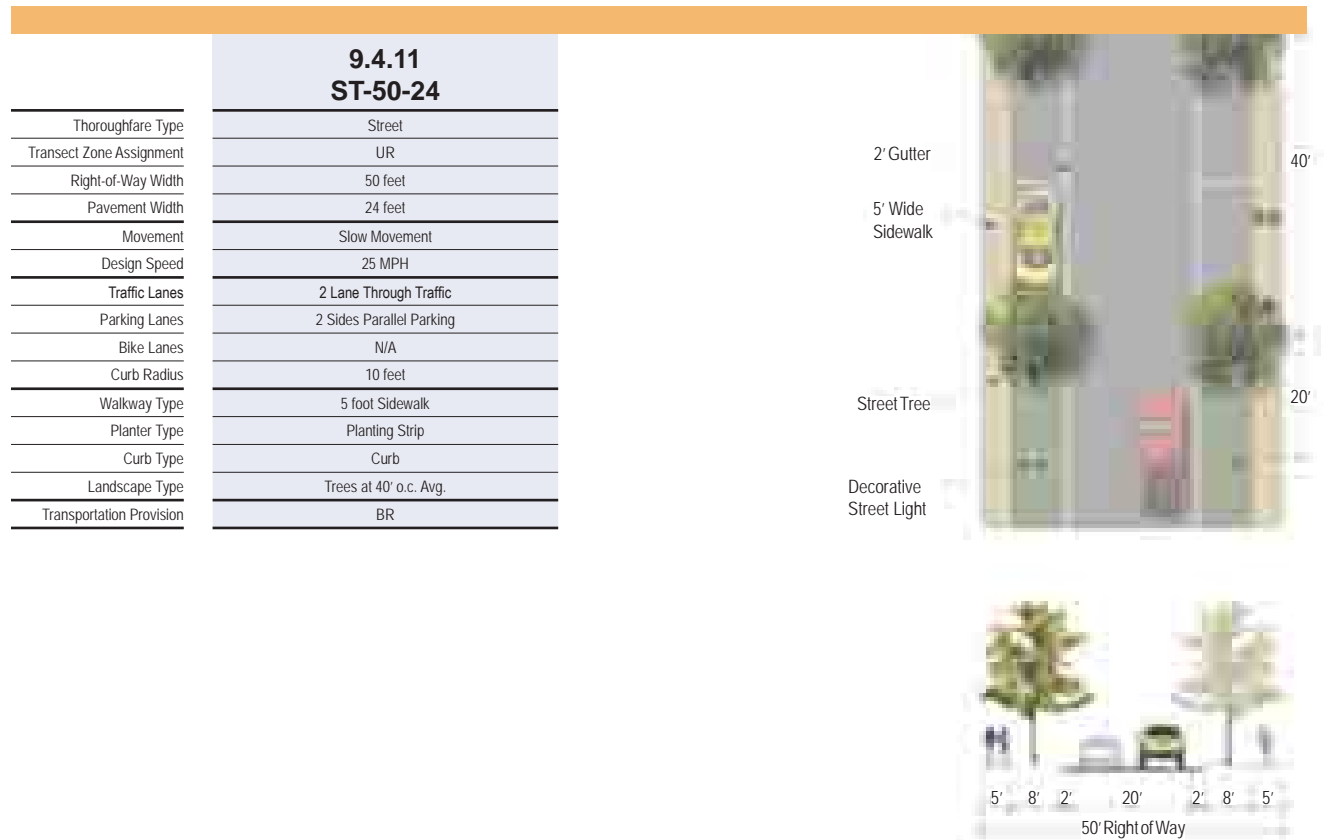 9.4.11
ST-50-24
Thoroughfare Type Street
Transect Zone Assignment UR
Right-of-Way Width 50 feet
Pavement Width 24 feet
Movement Slow Movement
Design Speed 25 MPH
Traffic Lanes 2 Lane Through Traffic
Parking Lanes 2 Sides Parallel Parking
Bike Lanes N/A
Curb Radius 10 feet
Walkway Type 5 foot Sidewalk
Planter Type Planting Strip
Curb Type Curb
Landscape Type Trees at 40' o.c. Avg.
Transportation Provision BR
2' Gutter
40'
5' Wide
Sidewalk
Street Tree
20'
Decorative
Street Light
5' 8' 2' 20' 2' 8' 5'
50' Right of Way